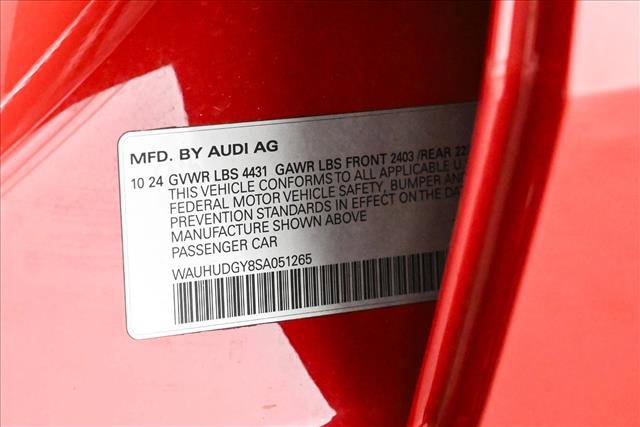 MFD. BY AUDI AG
10 24 GVWR LBS 4431 GAWR LBS FRONT 2403 /REAR
THIS VEHICLE CONFORMS TO ALL APPLICABLE
FEDERAL MOTOR VEHICLE SAFETY, BUMPER AND
PREVENTION STANDARDS IN EFFECT ON THE
MANUFACTURE SHOWN ABOVE
PASSENGER CAR
WAUHUDGY8SA051265